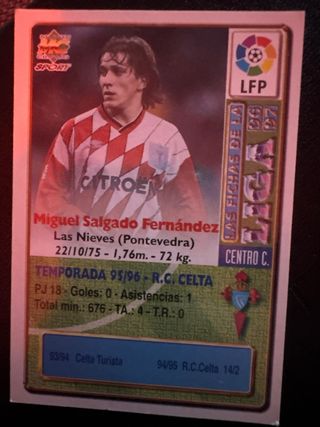 SPORT
LFP
LAS FICHAS DE LA
LIGA
96
97
CENTRO C.
CITROËN
Miguel Salgado Fernández
Las Nieves (Pontevedra)
22/10/75 - 1,76m. - 72 kg.
TEMPORADA 95/96 - R.C. CELTA
PJ 18 - Goles: 0 - Asistencias: 1
Total min.: 676 - TA.: 4 - T.R.: 0
93/94 Celta Turista 94/95 R.C.Celta 14/2